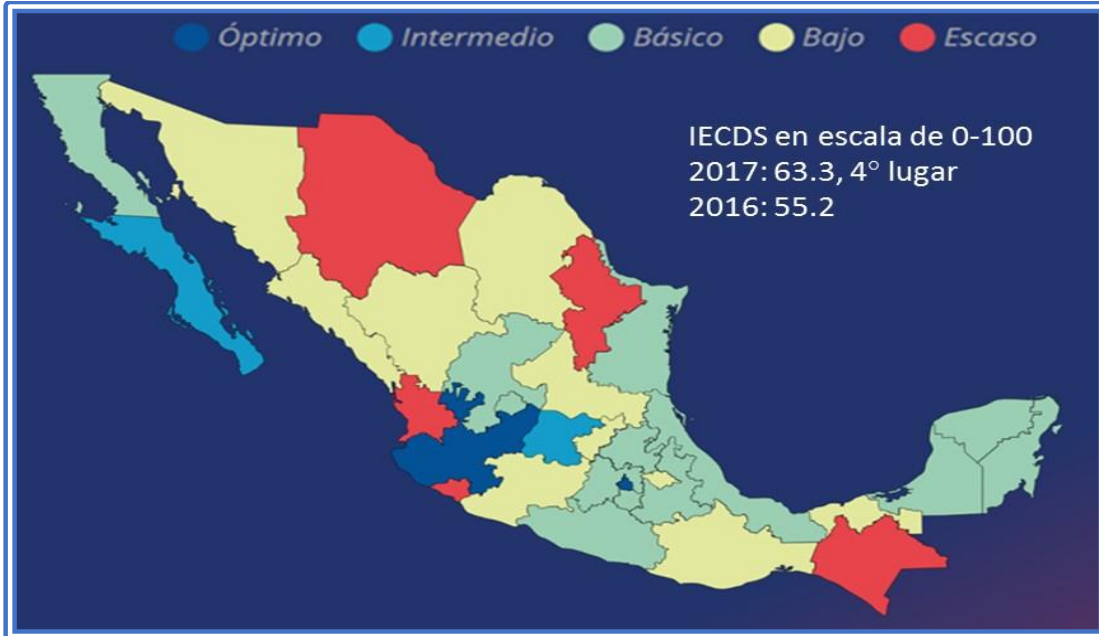 Óptimo Intermedio Básico Bajo Escaso
IECDS en escala de 0-100
2017: 63.3, 4° lugar
2016: 55.2